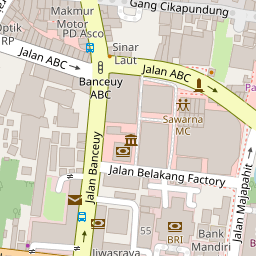 Gang Cikapundung
Makmur
Motor
PD.Asco
Optik
RP
Sinar
Laut
Jalan ABC
Jalan ABC
Banceuy
ABC
Sawarna
MC
Jalan Banceuy
Jalan Belakang Factory
Jalan Majapahit
Bank
Mandiri
BRI
Jiwasraya